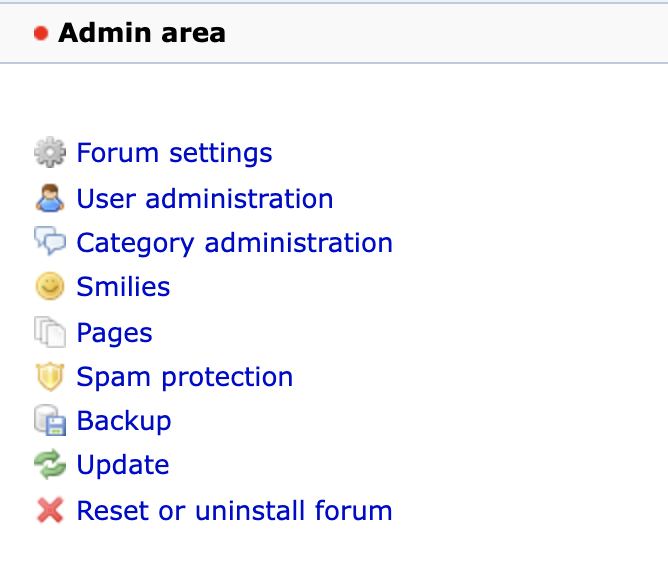 Admin area
Forum settings
User administration
Category administration
Smilies
Pages
Spam protection
Backup
Update
Reset or uninstall forum